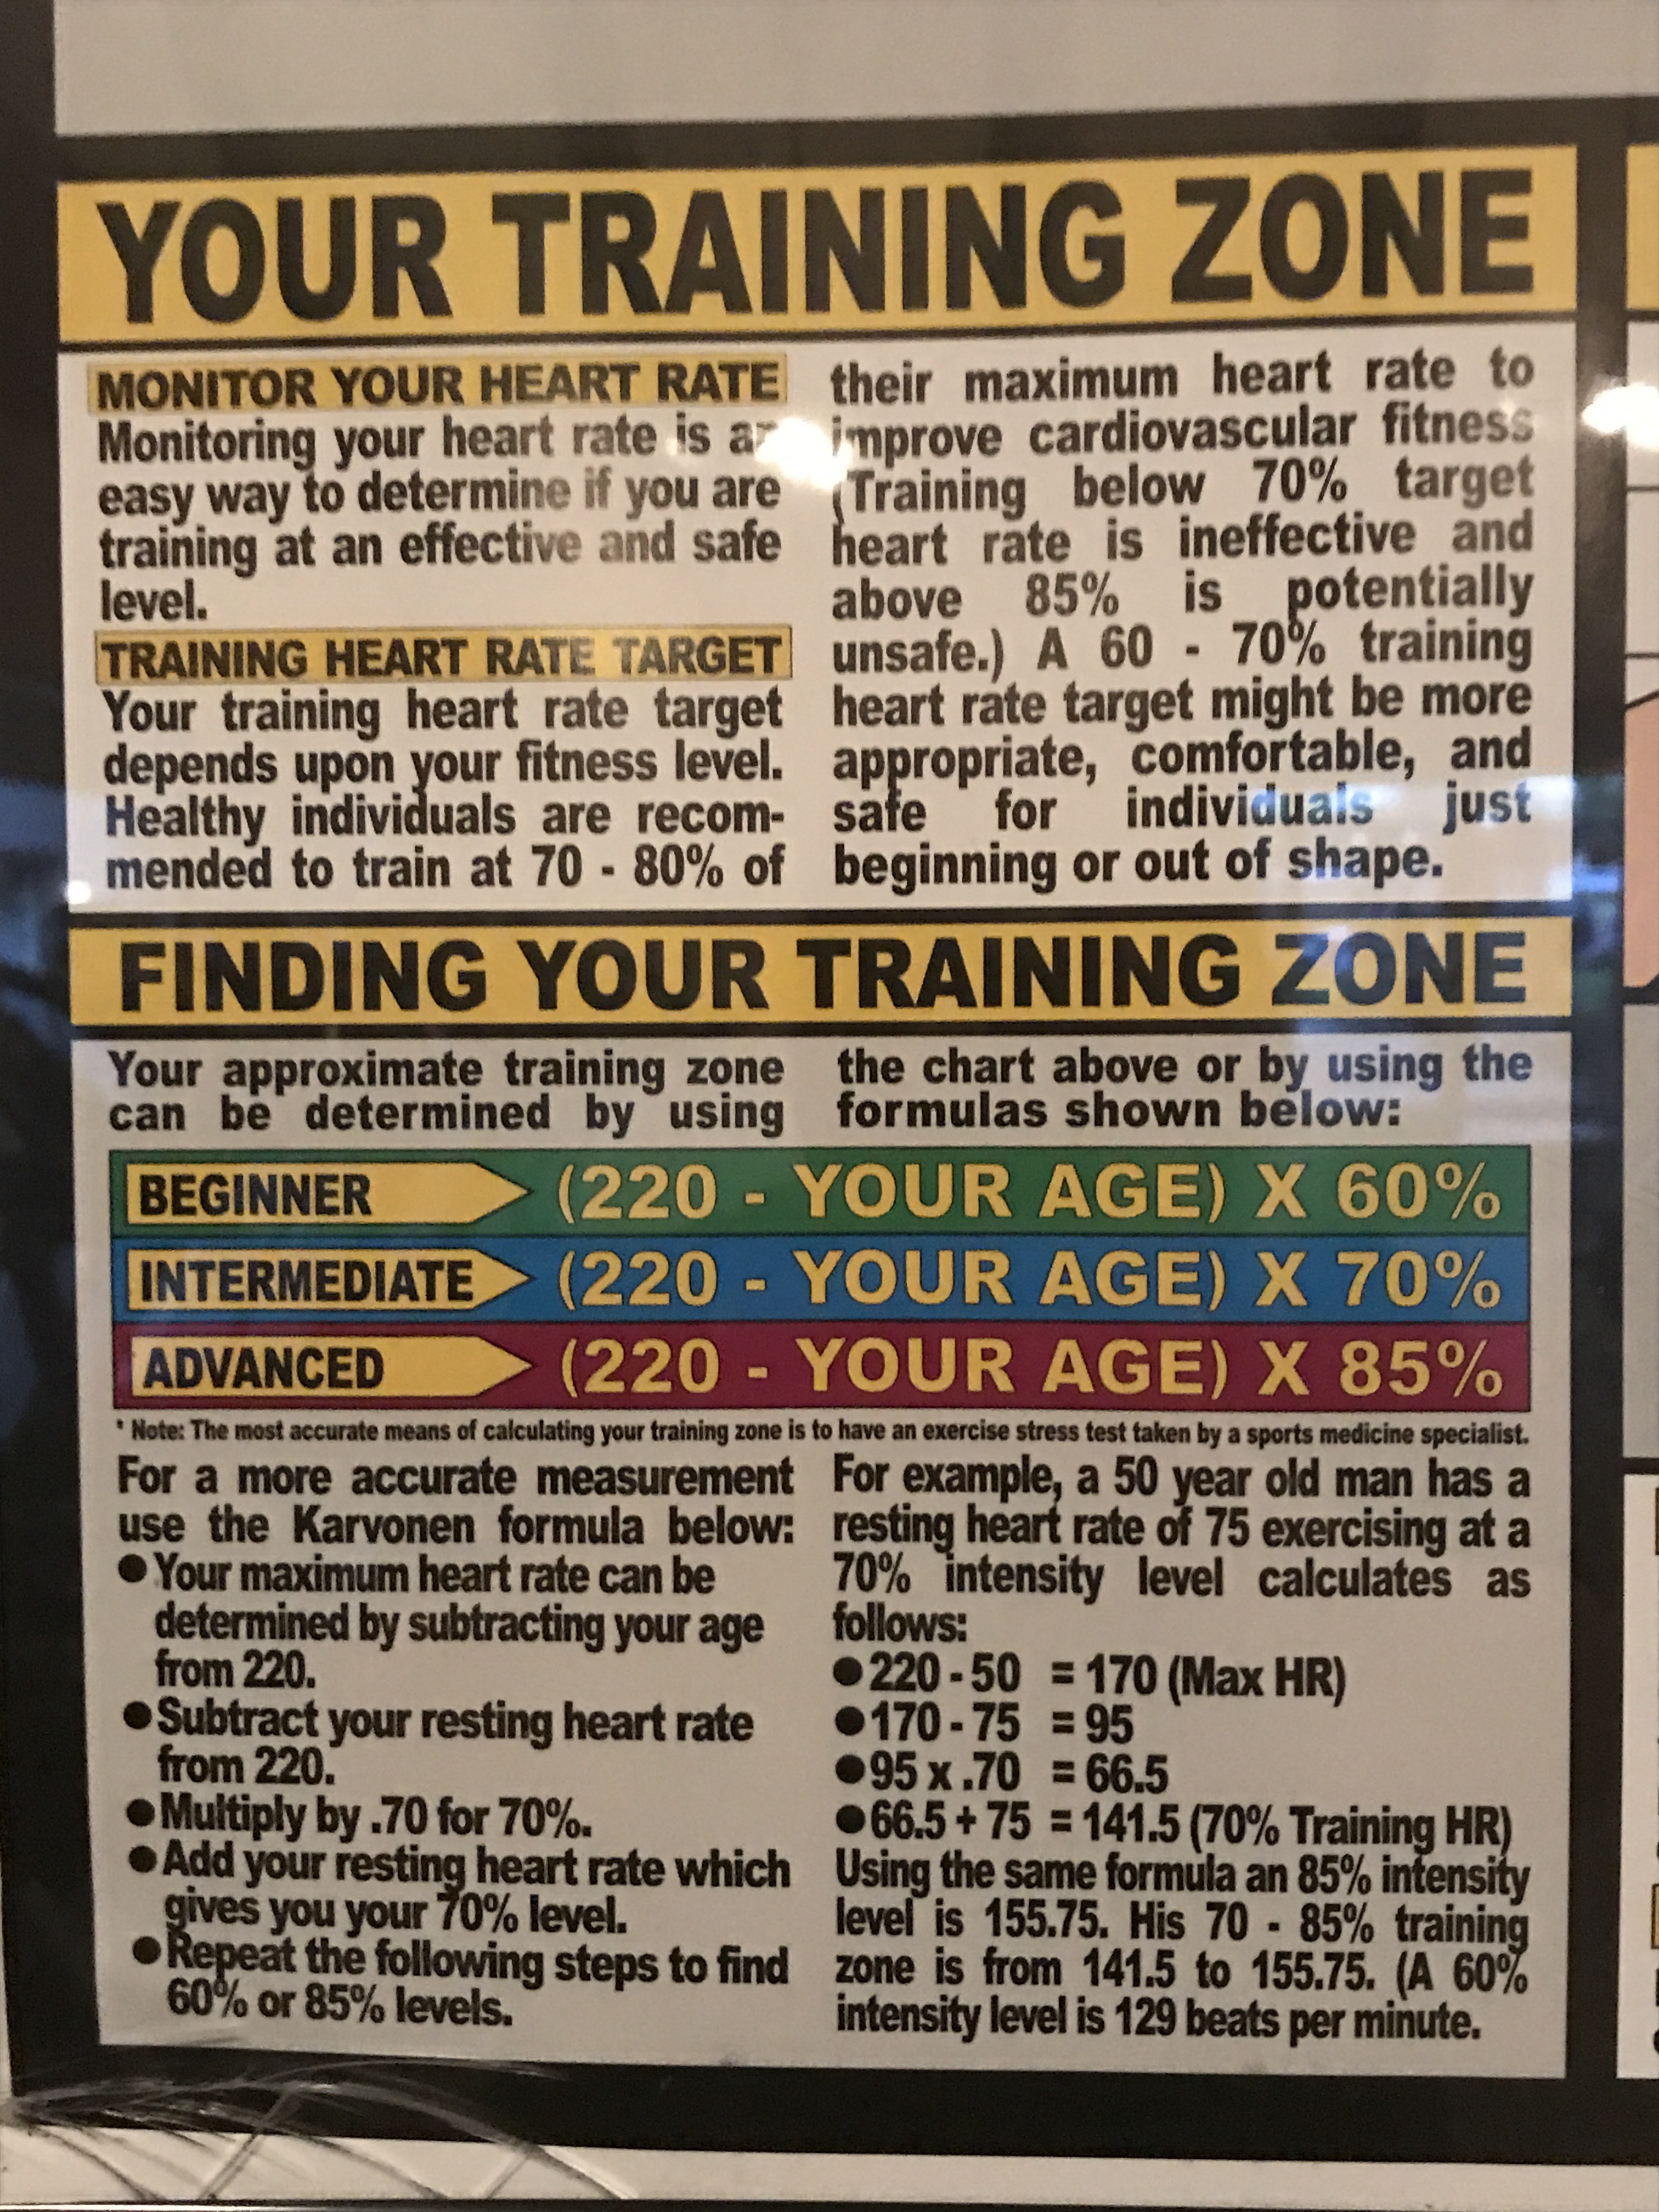 YOUR TRAINING ZONE
MONITOR YOUR HEART RATE
Monitoring your heart rate is an
easy way to determine if you are
training at an effective and safe
level.
TRAINING HEART RATE TARGET
Your training heart rate target
depends upon your fitness level.
Healthy individuals are recom-
mended to train at 70 - 80% of
their maximum heart rate to
improve cardiovascular fitness
(Training below 70% target
heart rate is ineffective and
above 85% is potentially
unsafe.) A 60 - 70% training
heart rate target might be more
appropriate, comfortable, and
safe for individuals just
beginning or out of shape.
FINDING YOUR TRAINING ZONE
Your approximate training zone
can be determined by using
the chart above or by using the
formulas shown below:
BEGINNER (220 - YOUR AGE) X 60%
INTERMEDIATE (220 - YOUR AGE) X 70%
ADVANCED (220 - YOUR AGE) X 85%
* Note: The most accurate means of calculating your training zone is to have an exercise stress test taken by a sports medicine specialist.
For a more accurate measurement
use the Karvonen formula below:
● Your maximum heart rate can be
determined by subtracting your age
from 220.
● Subtract your resting heart rate
from 220.
● Multiply by .70 for 70%.
● Add your resting heart rate which
gives you your 70% level.
● Repeat the following steps to find
60% or 85% levels.
For example, a 50 year old man has a
resting heart rate of 75 exercising at a
70% intensity level calculates as
follows:
● 220 - 50 = 170 (Max HR)
● 170 - 75 = 95
● 95 x .70 = 66.5
● 66.5 + 75 = 141.5 (70% Training HR)
Using the same formula an 85% intensity
level is 155.75. His 70 - 85% training
zone is from 141.5 to 155.75. (A 60%
intensity level is 129 beats per minute.